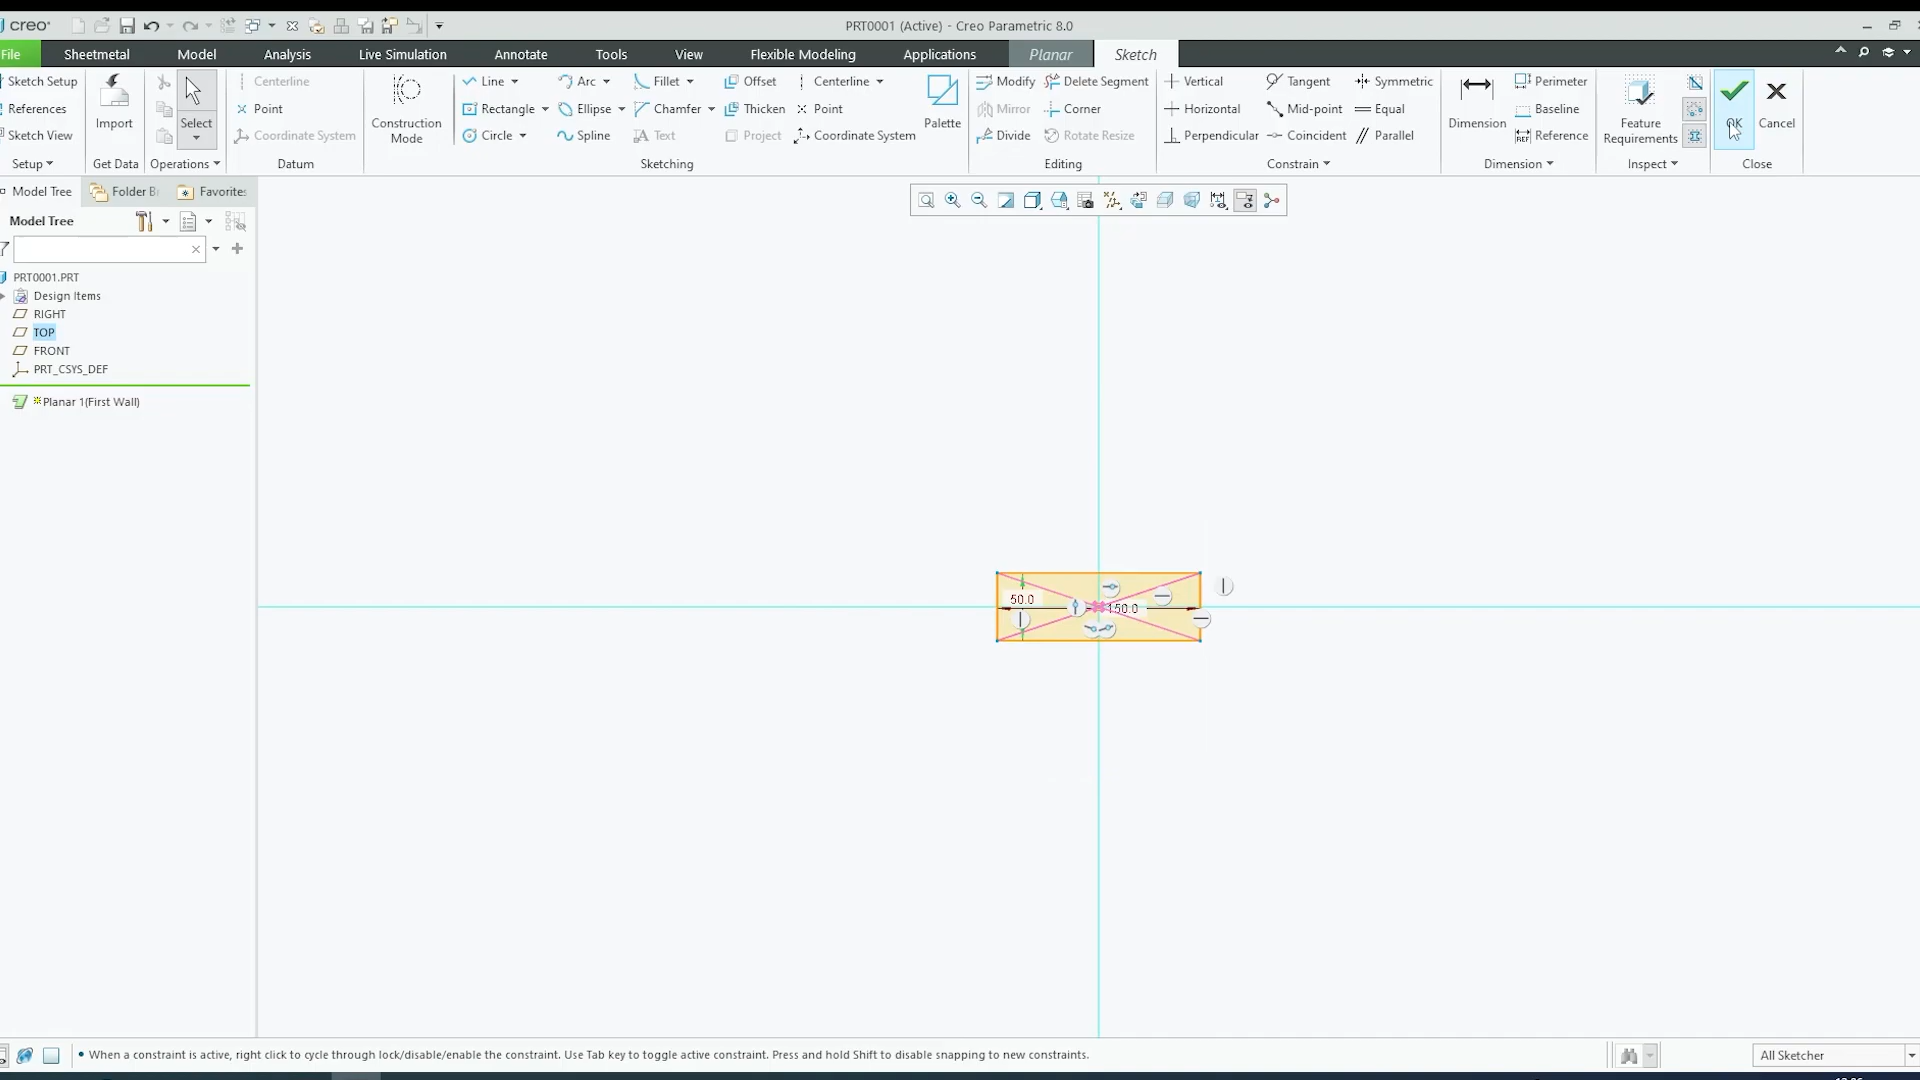 creo
PRT0001 (Active) - Creo Parametric 8.0
File Sheetmetal Model Analysis Live Simulation Annotate Tools View Flexible Modeling Applications Planar Sketch
Sketch Setup
References
Sketch View
Setup
Import
Get Data
Select
Operations
Centerline
Point
Coordinate System
Datum
Construction
Mode
Line Arc Fillet Offset Centerline
Rectangle Ellipse Chamfer Thicken Point
Circle Spline Text Project Coordinate System
Palette
Sketching
Modify Delete Segment
Mirror Corner
Divide Rotate Resize
Editing
Vertical Tangent Symmetric
Horizontal Mid-point Equal
Perpendicular Coincident Parallel
Constrain
Dimension
Perimeter
Baseline
REF Reference
Dimension
Feature
Requirements
Inspect
OK
Cancel
Close
Model Tree Folder B Favorite
Model Tree
PRT0001.PRT
Design Items
RIGHT
TOP
FRONT
PRT_CSYS_DEF
Planar 1(First Wall)
50.0
150.0
• When a constraint is active, right click to cycle through lock/disable/enable the constraint. Use Tab key to toggle active constraint. Press and hold Shift to disable snapping to new constraints.
All Sketcher